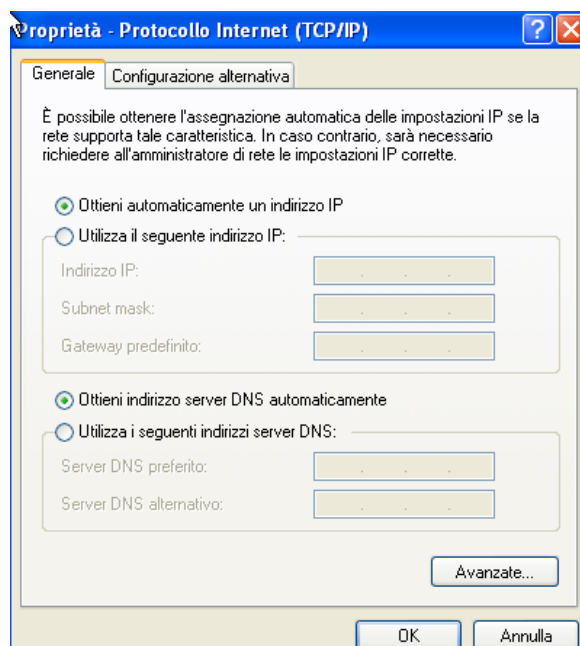 Proprietà - Protocollo Internet (TCP/IP)
Generale
Configurazione alternativa
È possibile ottenere l'assegnazione automatica delle impostazioni IP se la
rete supporta tale caratteristica. In caso contrario, sarà necessario
richiedere all'amministratore di rete le impostazioni IP corrette.
Ottieni automaticamente un indirizzo IP
Utilizza il seguente indirizzo IP:
Indirizzo IP:
Subnet mask:
Gateway predefinito:
Ottieni indirizzo server DNS automaticamente
Utilizza i seguenti indirizzi server DNS:
Server DNS preferito:
Server DNS alternativo:
Avanzate...
OK
Annulla